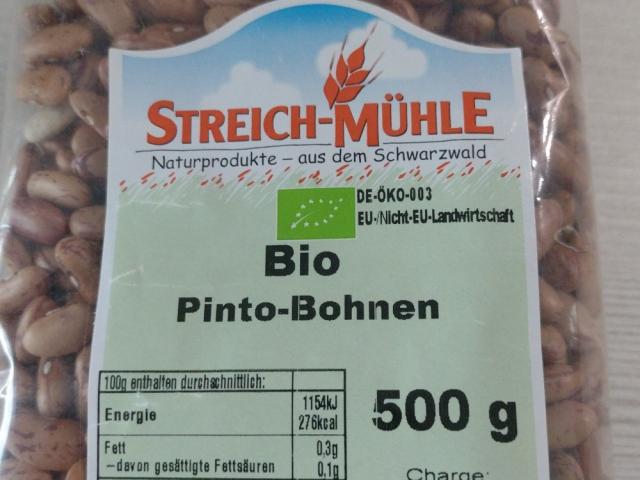 STREICH-MÜHLE
Naturprodukte – aus dem Schwarzwald
DE-ÖKO-003
EU-/Nicht-EU-Landwirtschaft
Bio
Pinto-Bohnen
100g enthalten durchschnittlich:
Energie 1154kJ
276kcal
500 g
Fett 0,3g
–davon gesättigte Fettsäuren 0,1g
Charge: